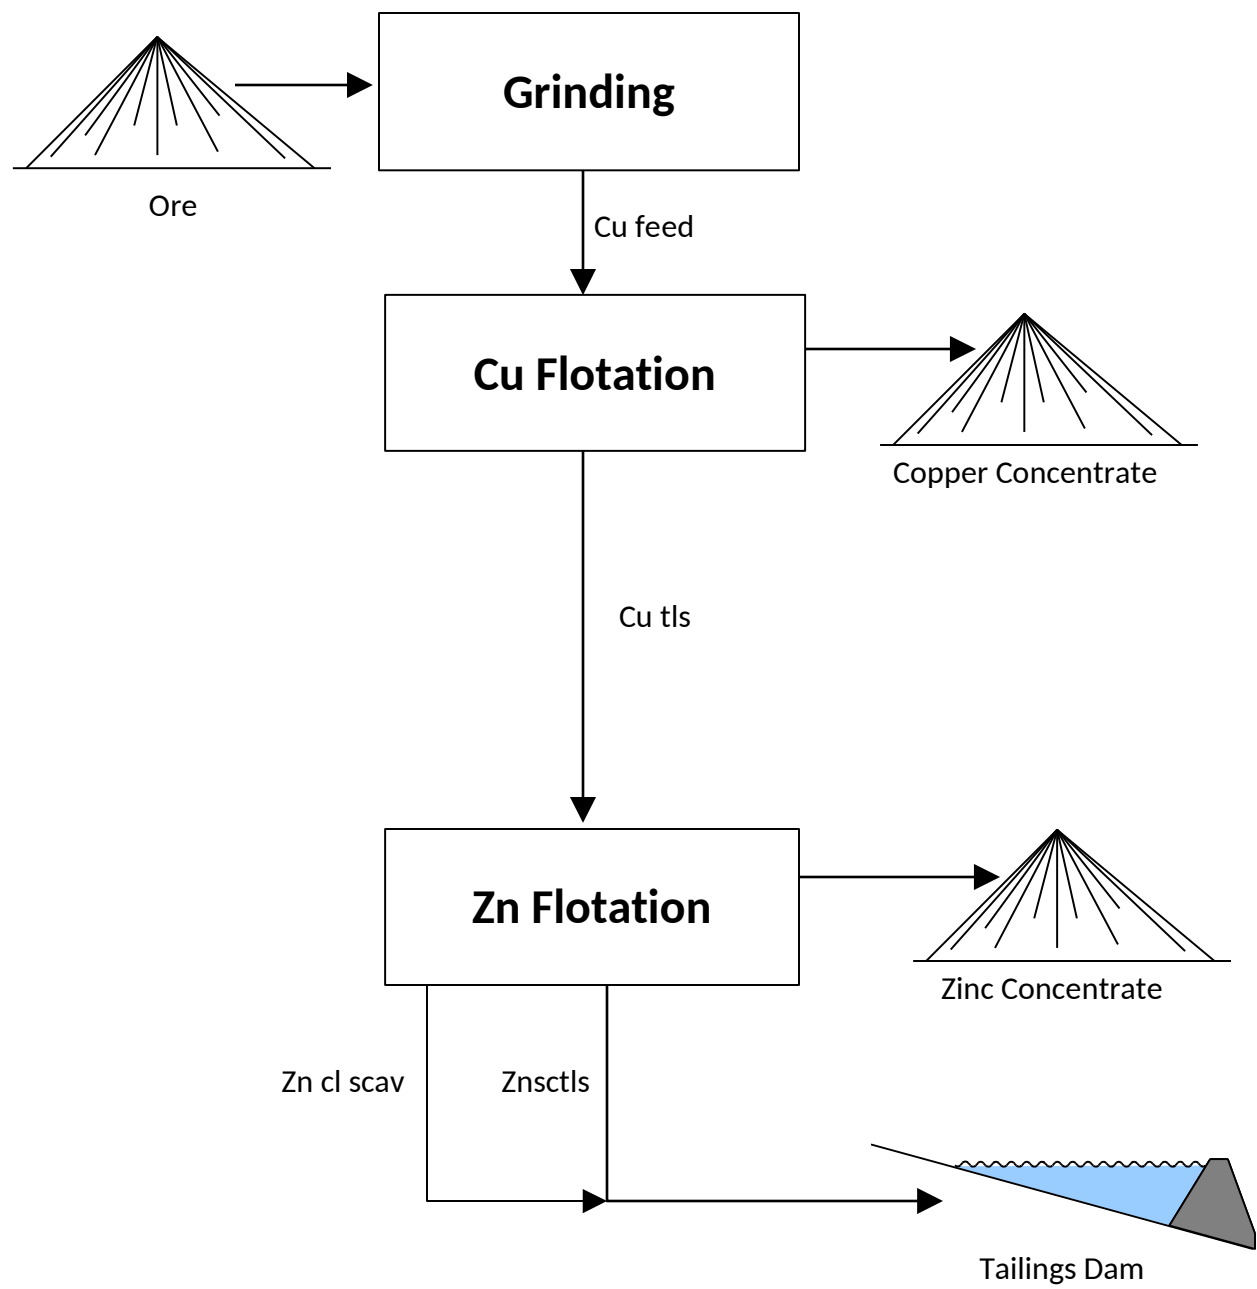 Grinding
Ore
Cu feed
Cu Flotation
Copper Concentrate
Cu tls
Zn Flotation
Zinc Concentrate
Zn cl scav
Znsctls
Tailings Dam